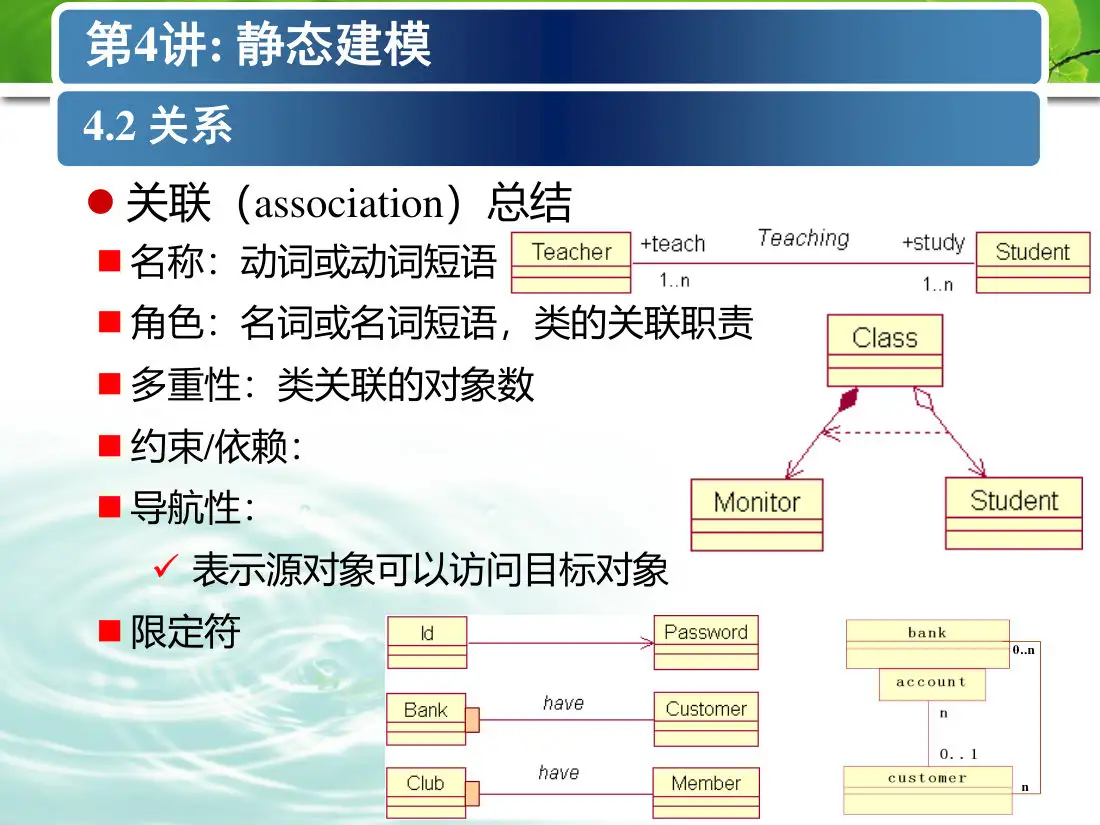 第4讲: 静态建模
4.2 关系
关联（association）总结
名称：动词或动词短语
角色：名词或名词短语，类的关联职责
多重性：类关联的对象数
约束/依赖：
导航性：
表示源对象可以访问目标对象
限定符
Teacher +teach Teaching +study Student
1..n 1..n
Class
Monitor Student
Id Password
Bank have Customer
Club have Member
bank
0..n
account
n
0..1
customer n